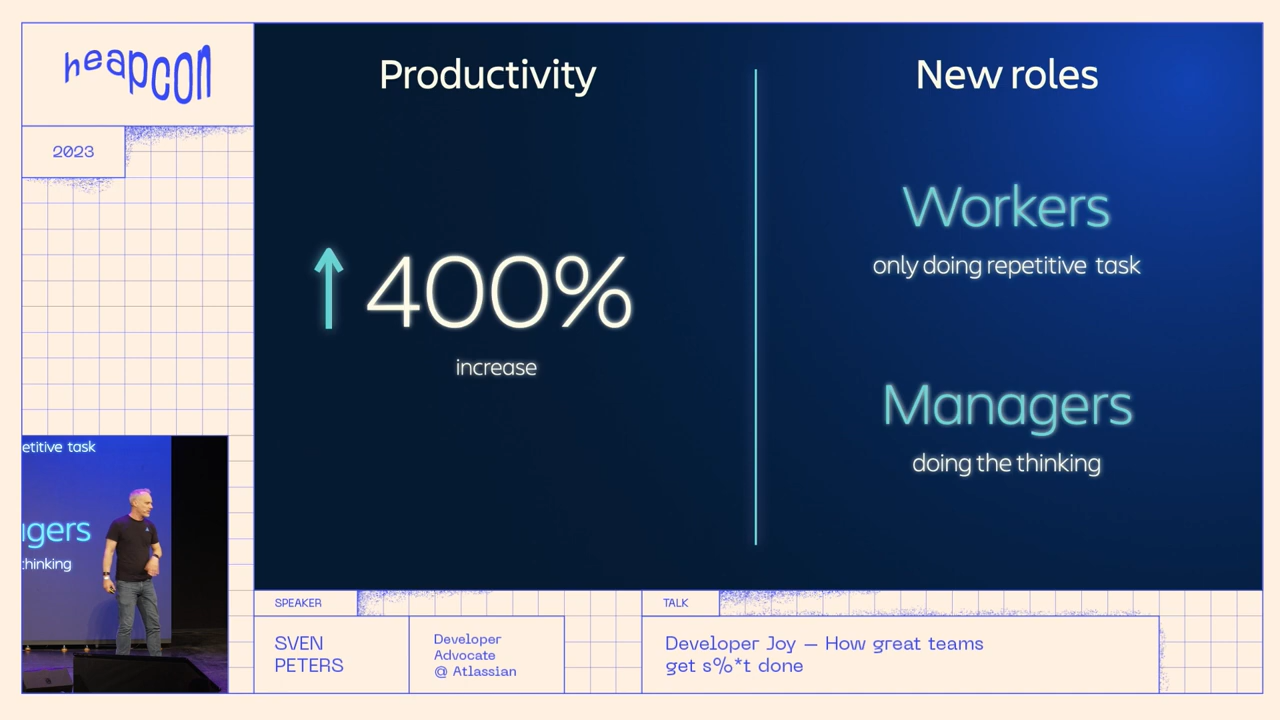 heapcon
2023
Productivity
↑ 400%
increase
New roles
Workers
only doing repetitive task
Managers
doing the thinking
etitive task
agers
thinking
SPEAKER
SVEN
PETERS
Developer
Advocate
@ Atlassian
TALK
Developer Joy — How great teams
get s%*t done